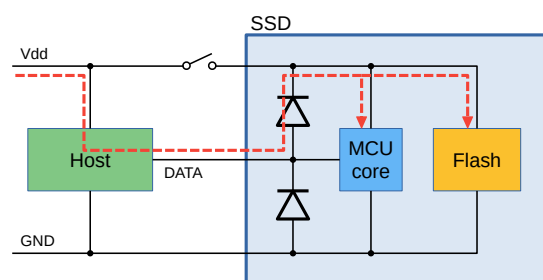 SSD
Vdd
Host
DATA
MCU
core
Flash
GND